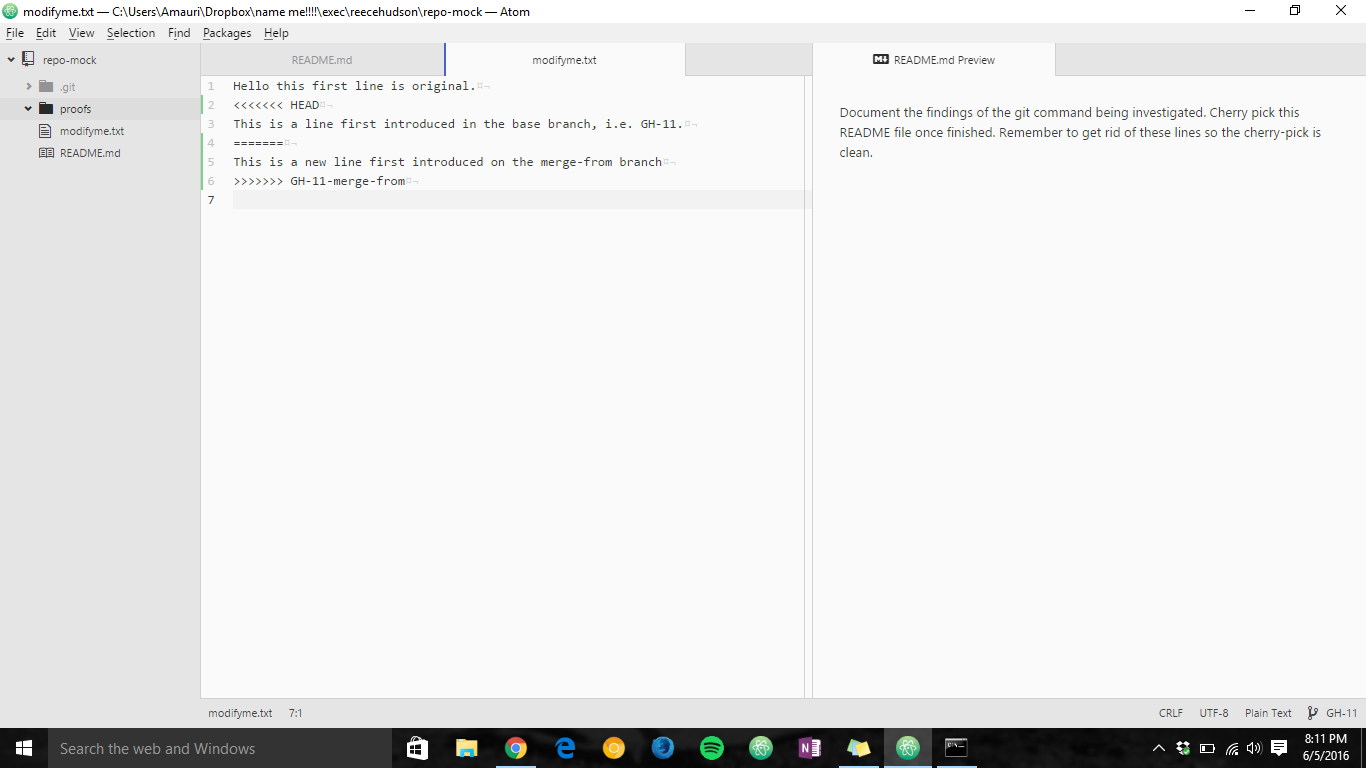 modifyme.txt — C:\Users\Amauri\Dropbox\name me!!!!\exec\reecehudson\repo-mock — Atom
File Edit View Selection Find Packages Help
repo-mock
.git
proofs
modifyme.txt
README.md
README.md modifyme.txt
1 Hello this first line is original.¤¬
2 <<<<<<< HEAD¤¬
3 This is a line first introduced in the base branch, i.e. GH-11.¤¬
4 =======¤¬
5 This is a new line first introduced on the merge-from branch¤¬
6 >>>>>>> GH-11-merge-from¤¬
7
README.md Preview
Document the findings of the git command being investigated. Cherry pick this
README file once finished. Remember to get rid of these lines so the cherry-pick is
clean.
modifyme.txt 7:1
CRLF UTF-8 Plain Text GH-11
Search the web and Windows
8:11 PM
6/5/2016